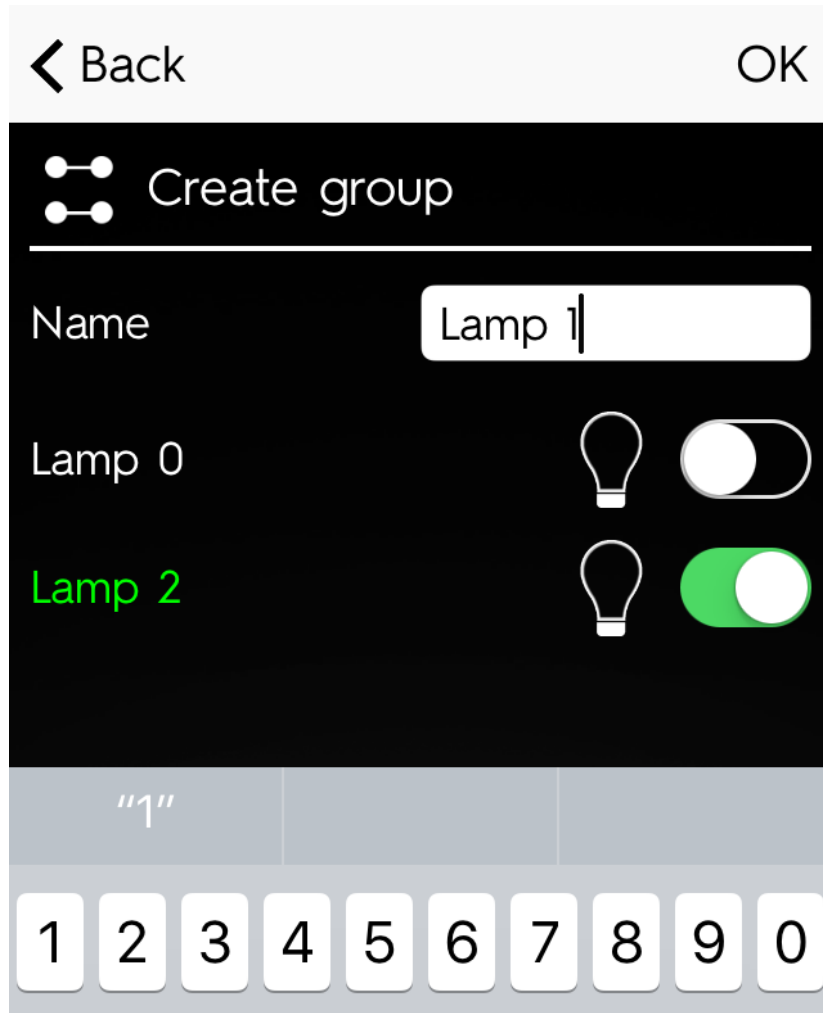 Back OK
Create group
Name Lamp 1
Lamp 0
Lamp 2
“1”
1 2 3 4 5 6 7 8 9 0